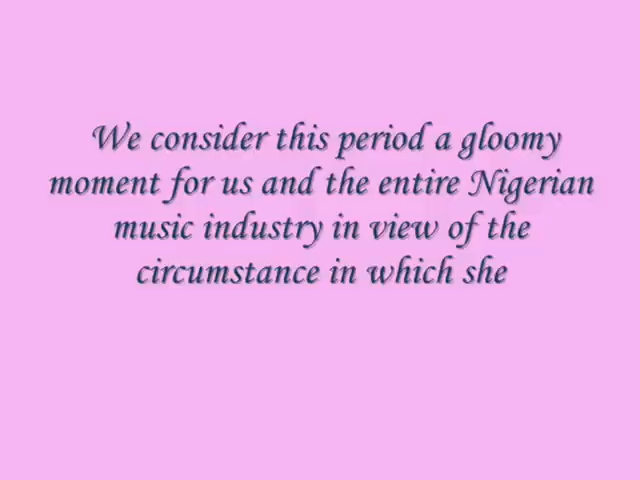 We consider this period a gloomy
moment for us and the entire Nigerian
music industry in view of the
circumstance in which she